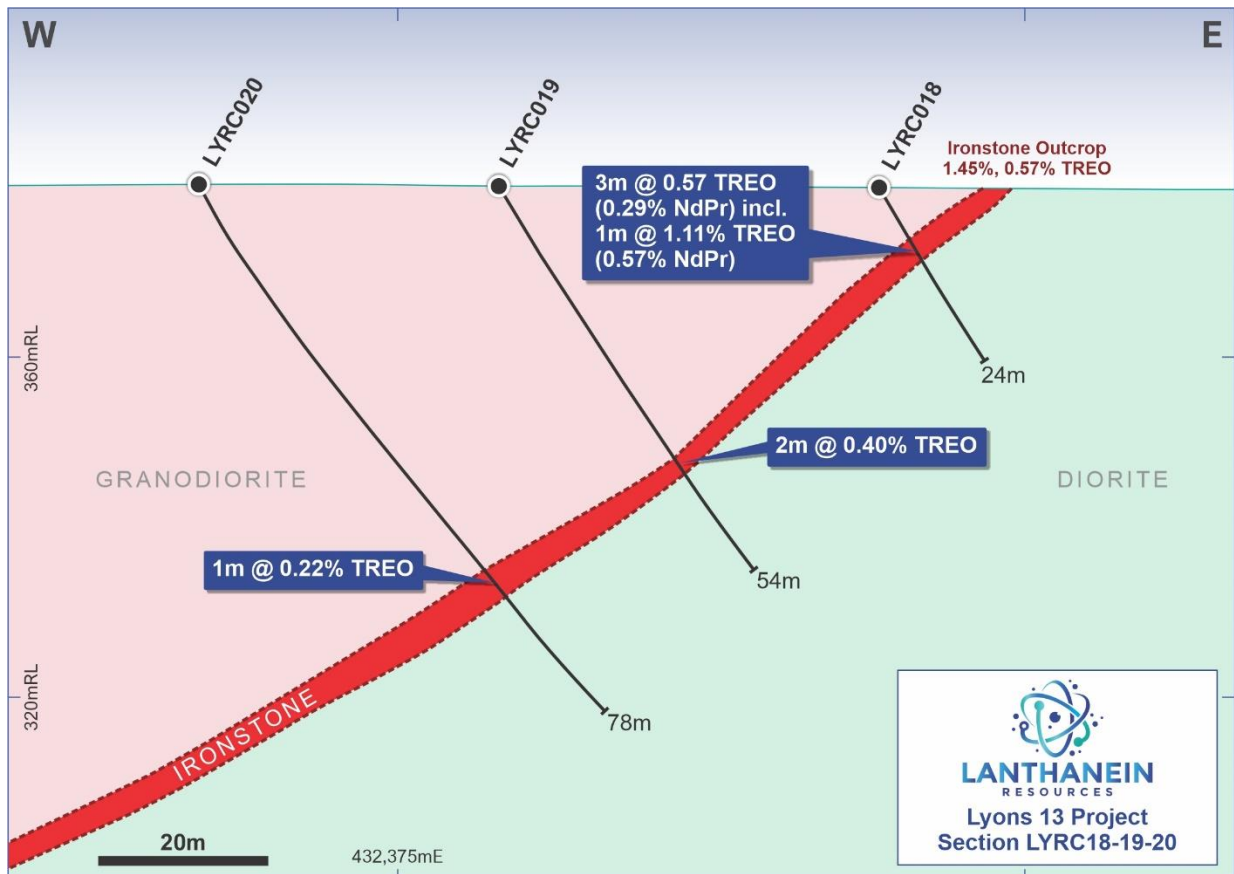 W
E
LYRC020
LYRC019
LYRC018
Ironstone Outcrop
1.45%, 0.57% TREO
3m @ 0.57 TREO
(0.29% NdPr) incl.
1m @ 1.11% TREO
(0.57% NdPr)
360mRL
24m
2m @ 0.40% TREO
GRANODIORITE
DIORITE
1m @ 0.22% TREO
54m
320mRL
78m
IRONSTONE
20m
432,375mE
LANTHANEIN
RESOURCES
Lyons 13 Project
Section LYRC18-19-20